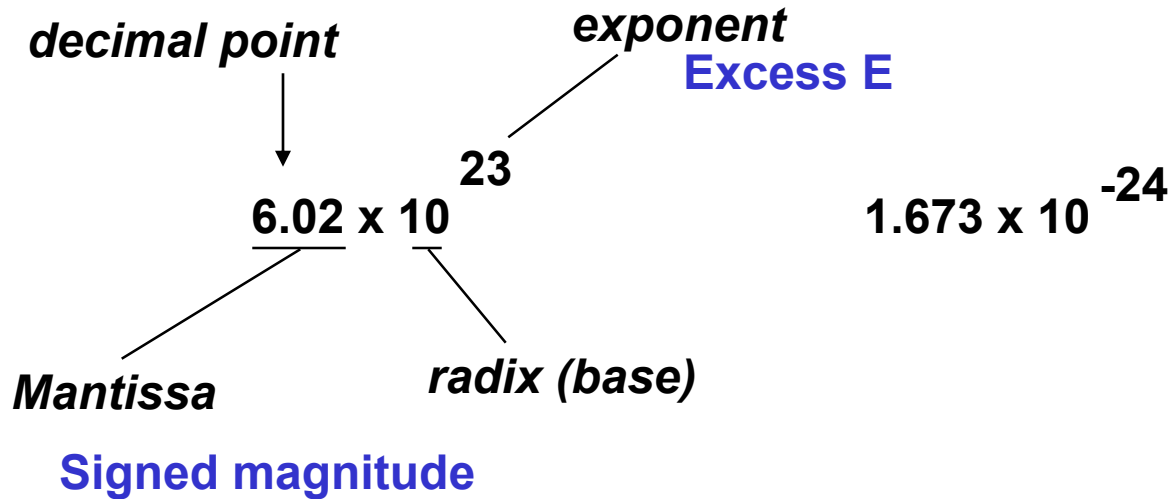 decimal point
exponent
Excess E
6.02 x 10 23
1.673 x 10 -24
Mantissa
radix (base)
Signed magnitude